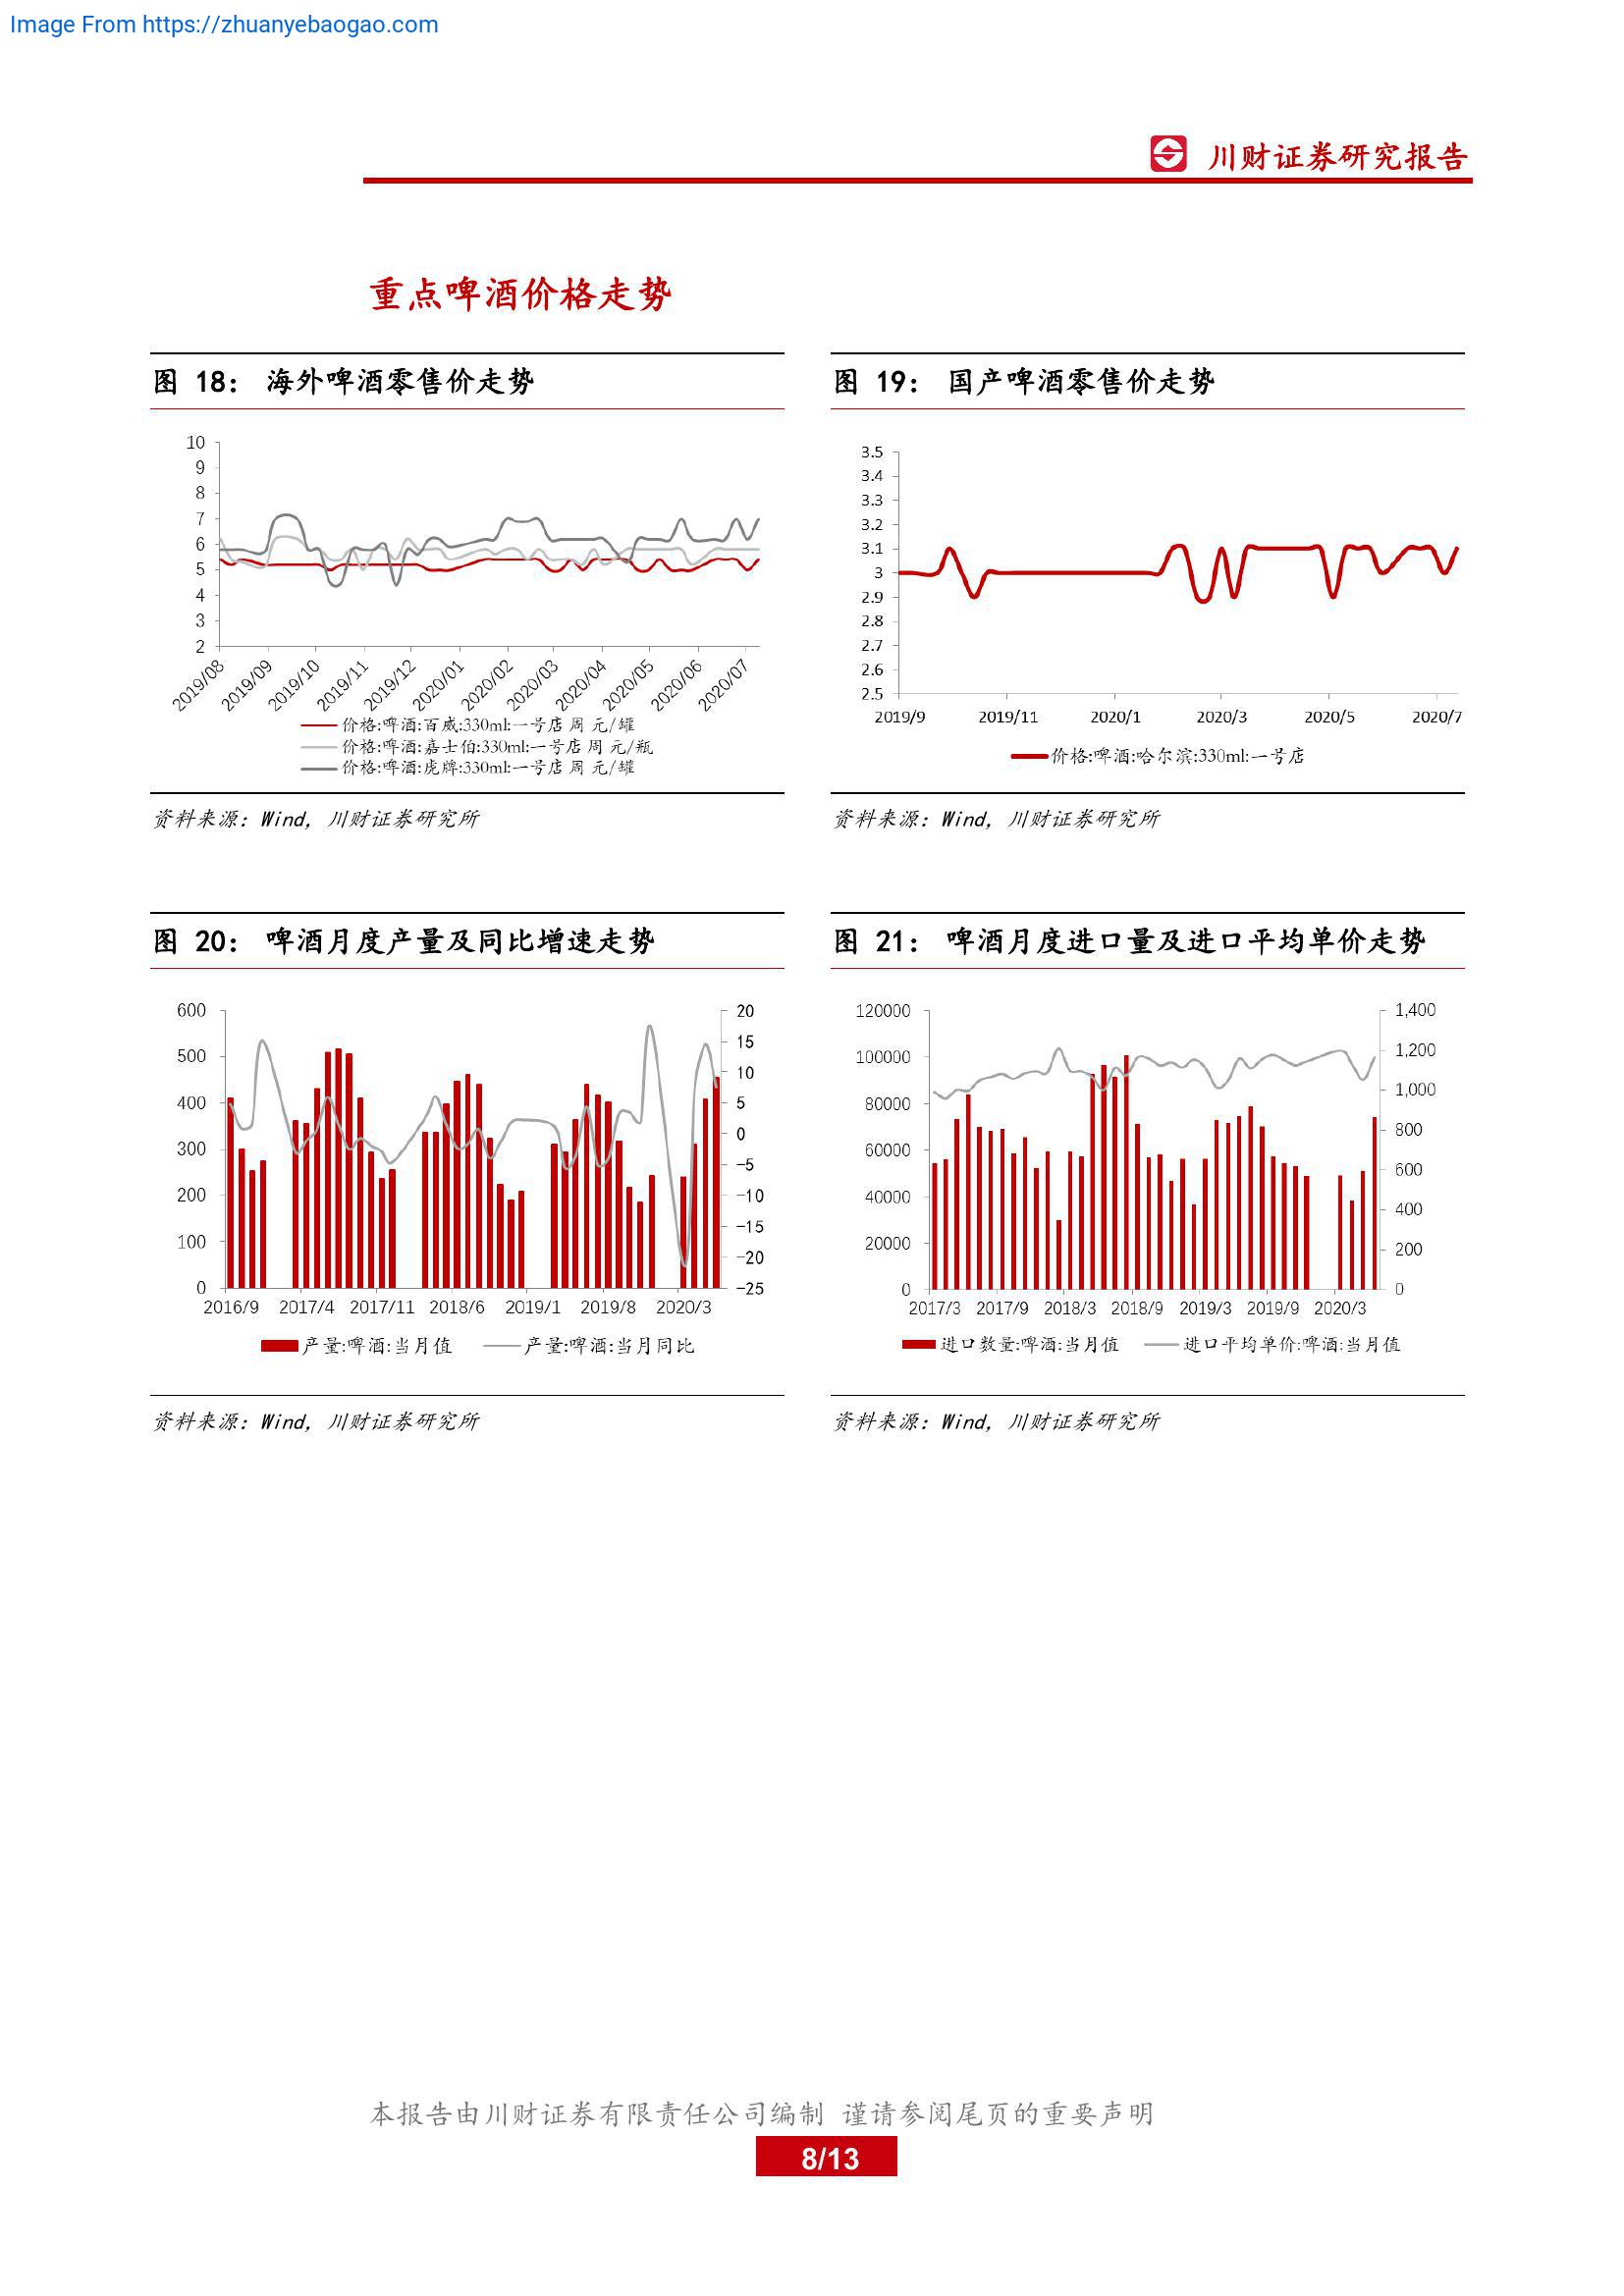 Image From https://zhuanyebaogao.com
川财证券研究报告
重点啤酒价格走势
图 18： 海外啤酒零售价走势
10
9
8
7
6
5
4
3
2
2019/08 2019/09 2019/10 2019/11 2019/12 2020/01 2020/02 2020/03 2020/04 2020/05 2020/06 2020/07
价格:啤酒:百威:330ml:一号店 周 元/罐
价格:啤酒:嘉士伯:330ml:一号店 周 元/瓶
价格:啤酒:虎牌:330ml:一号店 周 元/罐
资料来源：Wind, 川财证券研究所
图 19： 国产啤酒零售价走势
3.5
3.4
3.3
3.2
3.1
3
2.9
2.8
2.7
2.6
2.5
2019/9 2019/11 2020/1 2020/3 2020/5 2020/7
价格:啤酒:哈尔滨:330ml:一号店
资料来源：Wind, 川财证券研究所
图 20： 啤酒月度产量及同比增速走势
600
500
400
300
200
100
0
20
15
10
5
0
-5
-10
-15
-20
-25
2016/9 2017/4 2017/11 2018/6 2019/1 2019/8 2020/3
产量:啤酒:当月值 产量:啤酒:当月同比
资料来源：Wind, 川财证券研究所
图 21： 啤酒月度进口量及进口平均单价走势
120000
100000
80000
60000
40000
20000
0
1,400
1,200
1,000
800
600
400
200
0
2017/3 2017/9 2018/3 2018/9 2019/3 2019/9 2020/3
进口数量:啤酒:当月值 进口平均单价:啤酒:当月值
资料来源：Wind, 川财证券研究所
本报告由川财证券有限责任公司编制 谨请参阅尾页的重要声明
8/13